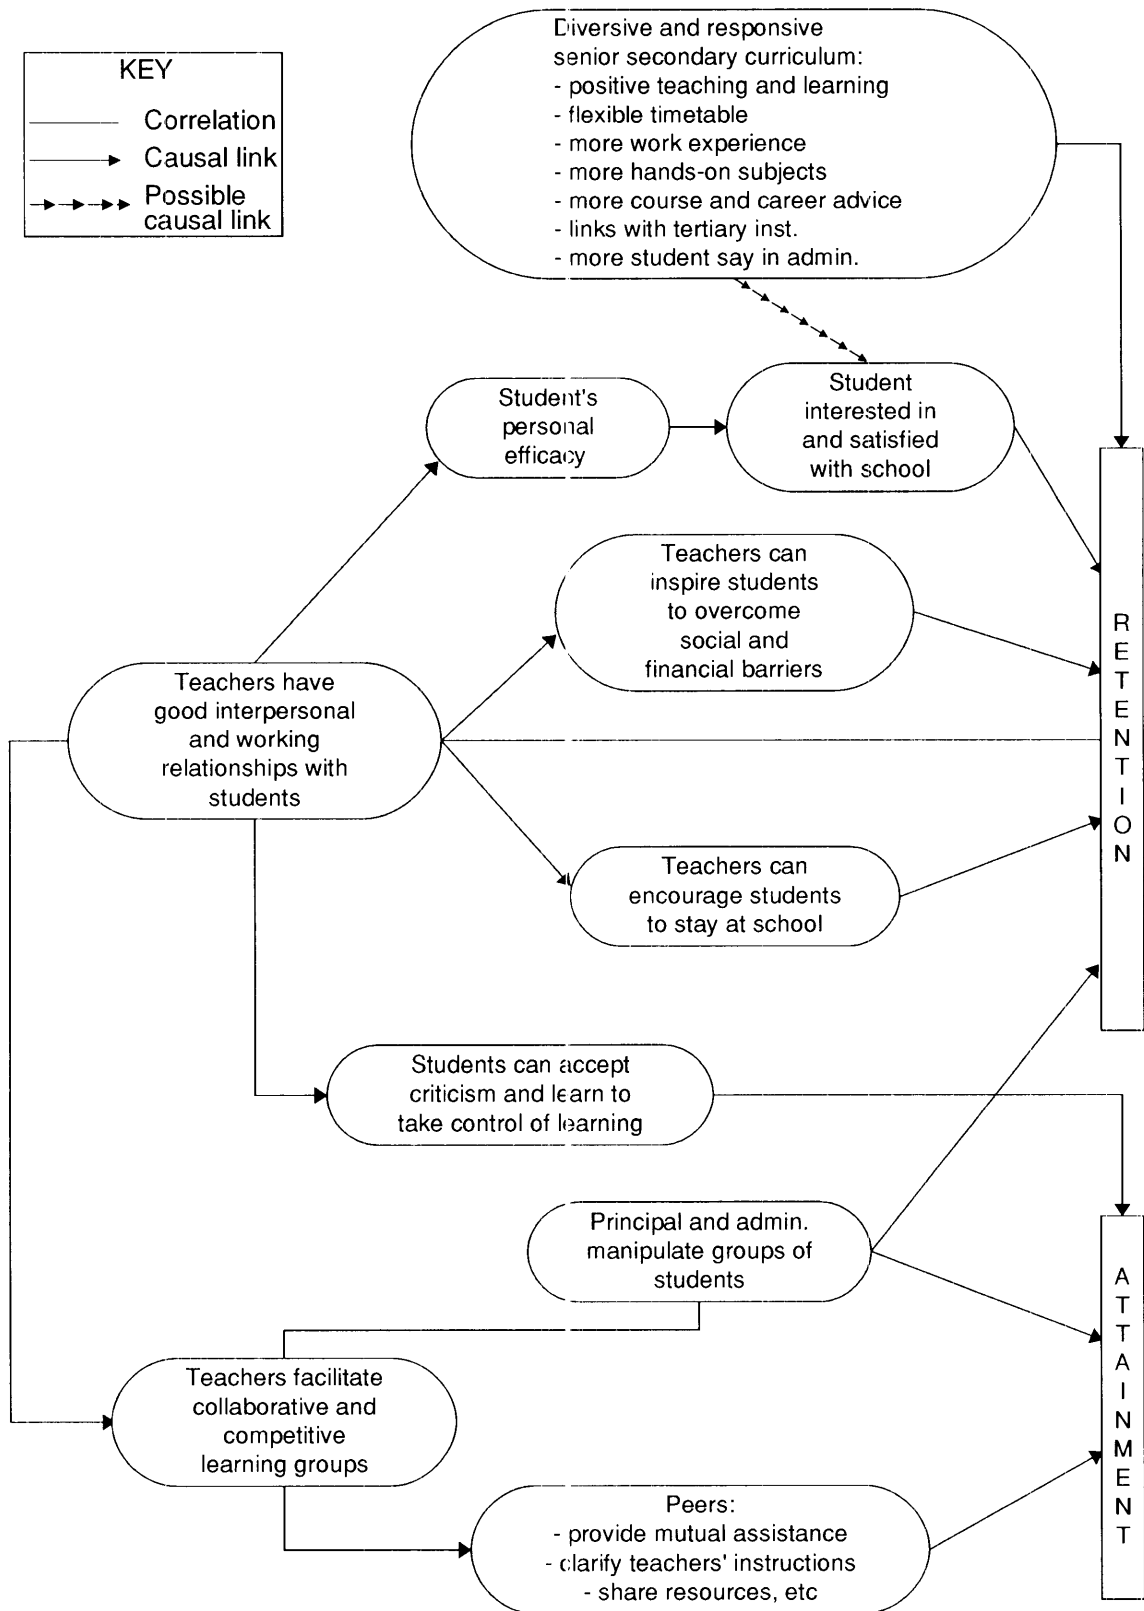 KEY
Correlation
Causal link
Possible
causal link
Diversive and responsive
senior secondary curriculum:
- positive teaching and learning
- flexible timetable
- more work experience
- more hands-on subjects
- more course and career advice
- links with tertiary inst.
- more student say in admin.
Student's
personal
efficacy
Student
interested in
and satisfied
with school
Teachers can
inspire students
to overcome
social and
financial barriers
Teachers have
good interpersonal
and working
relationships with
students
RETENTION
Teachers can
encourage students
to stay at school
Students can accept
criticism and learn to
take control of learning
Principal and admin.
manipulate groups of
students
ATTAINMENT
Teachers facilitate
collaborative and
competitive
learning groups
Peers:
- provide mutual assistance
- clarify teachers' instructions
- share resources, etc